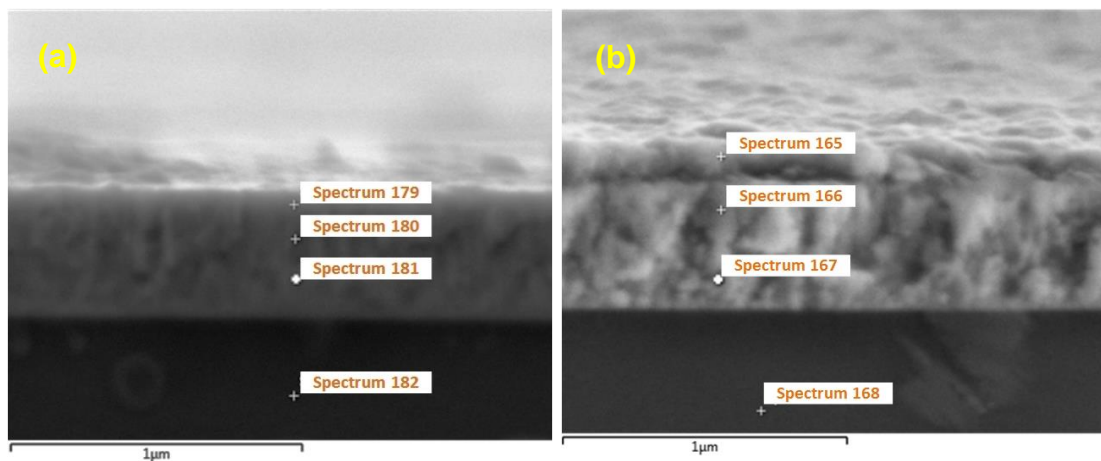 (a)
Spectrum 179
Spectrum 180
Spectrum 181
Spectrum 182
1µm
(b)
Spectrum 165
Spectrum 166
Spectrum 167
Spectrum 168
1µm